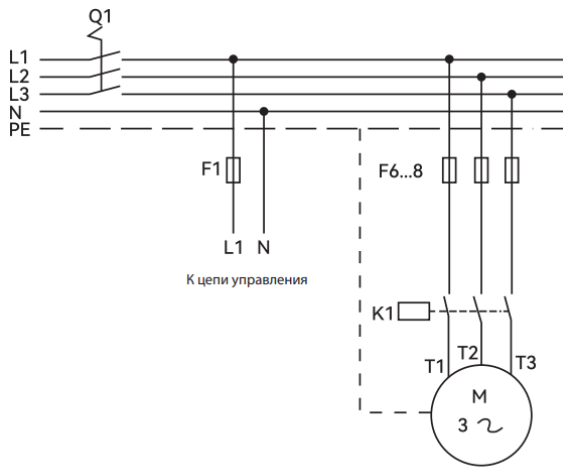 Q1
L1
L2
L3
N
PE
F1
F6...8
L1 N
К цепи управления
K1
T1 T2 T3
M
3